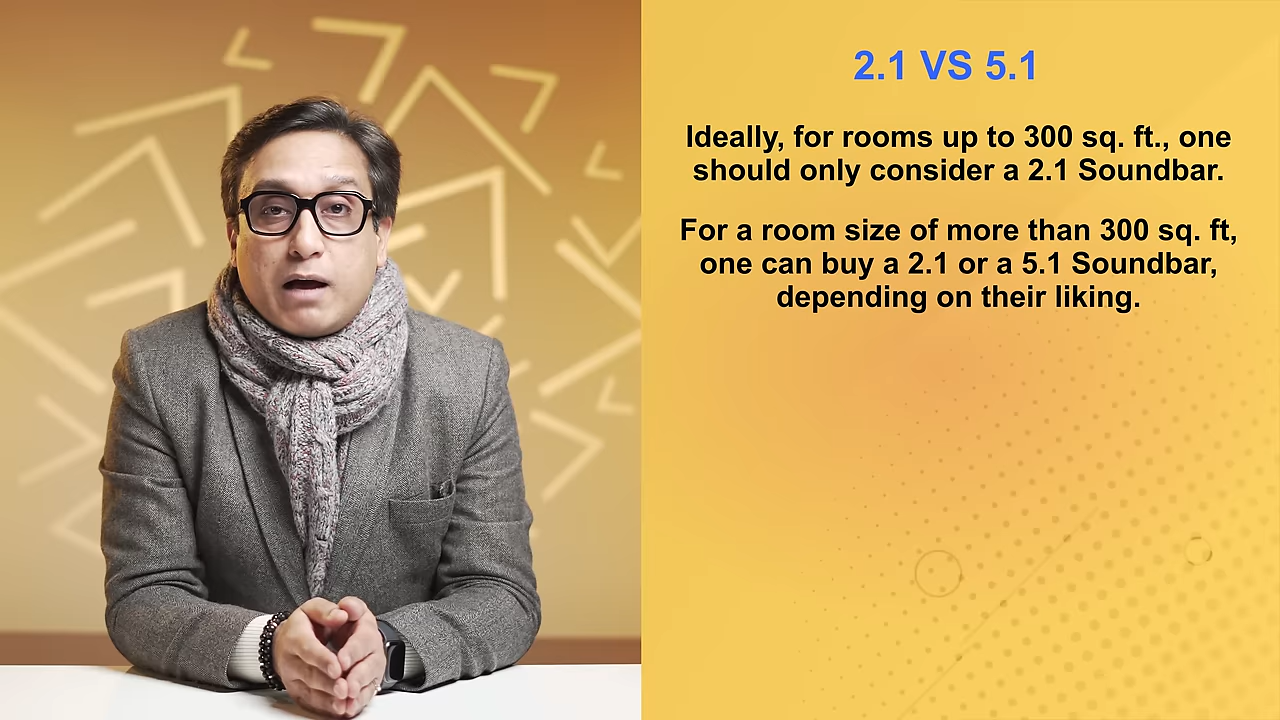 2.1 VS 5.1
Ideally, for rooms up to 300 sq. ft., one
should only consider a 2.1 Soundbar.
For a room size of more than 300 sq. ft,
one can buy a 2.1 or a 5.1 Soundbar,
depending on their liking.